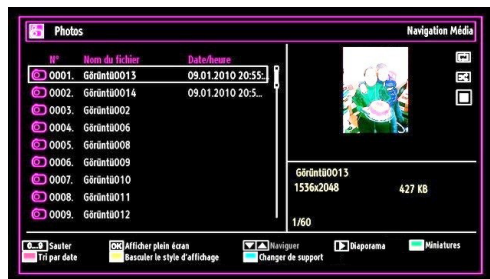 Photos
Navigation Média
N° Nom du fichier Date/heure
0001. Görüntü0013 09.01.2010 20:55:..
0002. Görüntü0014 09.01.2010 20:5...
0003. Görüntü002
0004. Görüntü006
0005. Görüntü008
0006. Görüntü009
0007. Görüntü010
0008. Görüntü011
0009. Görüntü012
Görüntü0013
1536x2048 427 KB
1/60
0...9 Sauter OK Afficher plein écran Naviguer Diaporama Miniatures
Tri par date Basculer le style d'affichage Changer de support